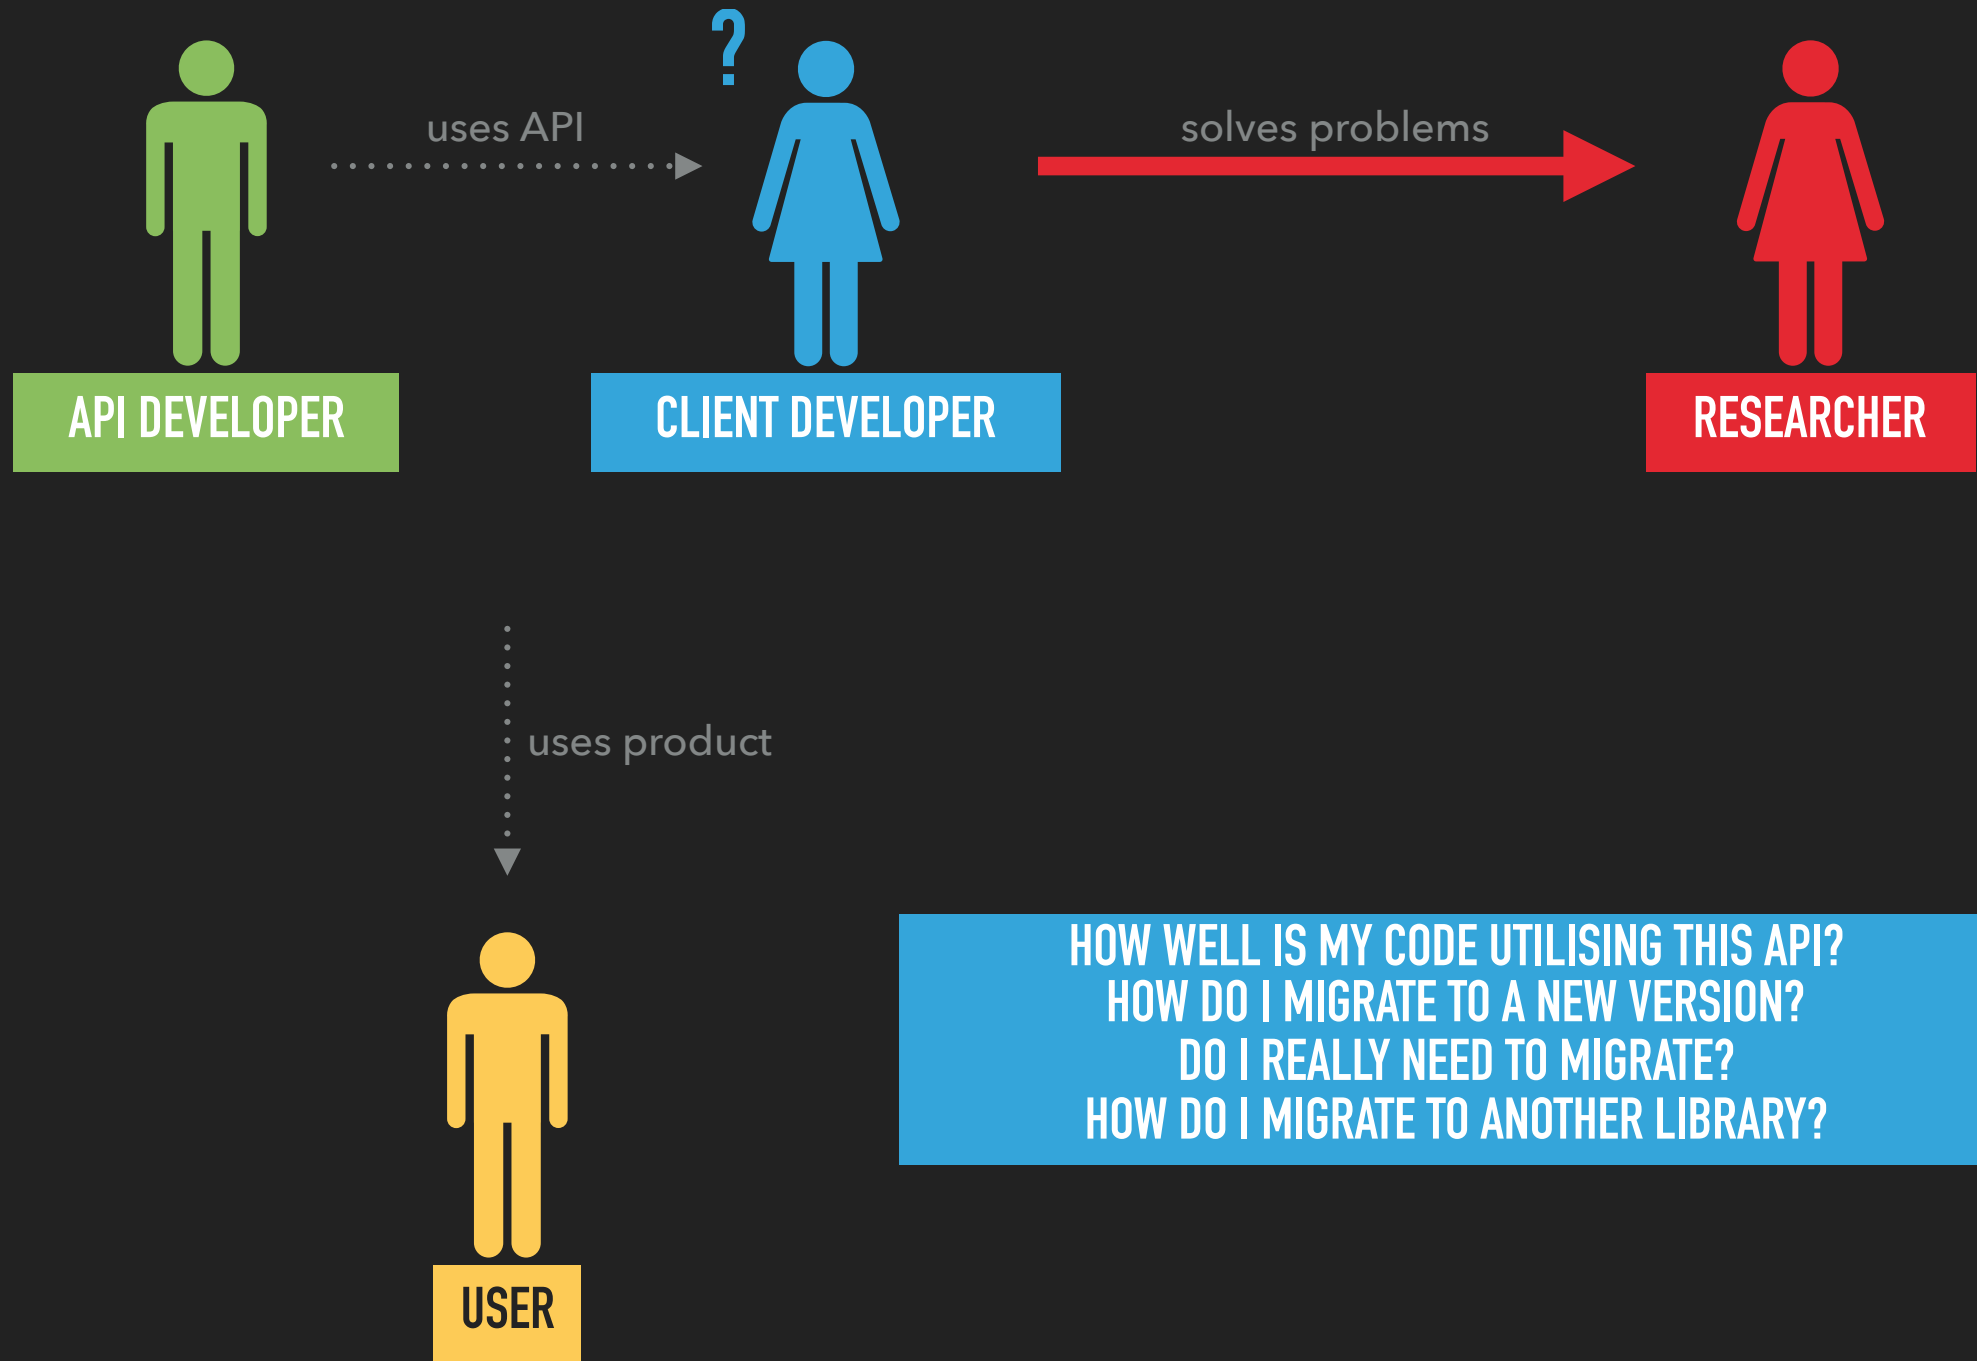 ?
uses API
solves problems
API DEVELOPER
CLIENT DEVELOPER
RESEARCHER
uses product
HOW WELL IS MY CODE UTILISING THIS API?
HOW DO I MIGRATE TO A NEW VERSION?
DO I REALLY NEED TO MIGRATE?
HOW DO I MIGRATE TO ANOTHER LIBRARY?
USER